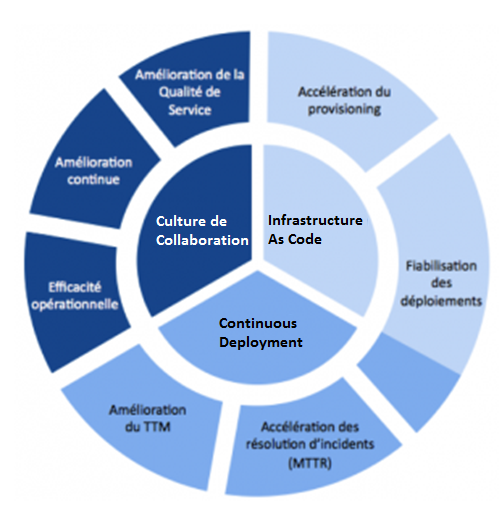 Amélioration de la
Qualité de
Service
Accélération du
provisioning
Amélioration
continue
Culture de
Collaboration
Infrastructure
As Code
Fiabilisation
des
déploiements
Efficacité
opérationnelle
Continuous
Deployment
Amélioration
du TTM
Accélération des
résolution d'incidents
(MTTR)